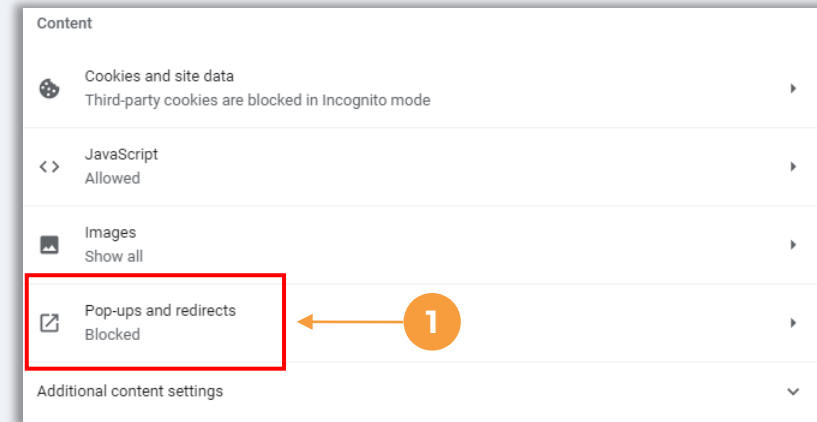 Content
Cookies and site data
Third-party cookies are blocked in Incognito mode
JavaScript
Allowed
Images
Show all
Pop-ups and redirects
Blocked
1
Additional content settings